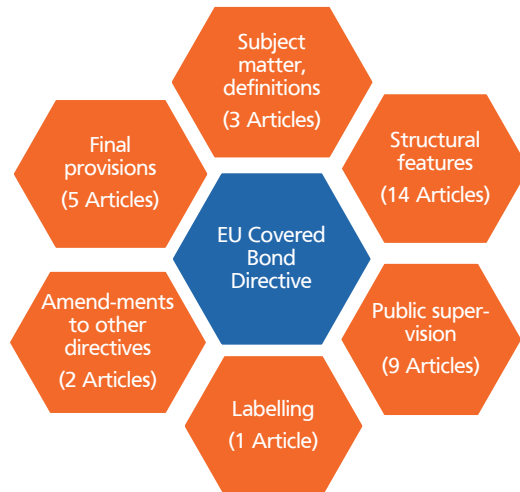 Subject
matter,
definitions
(3 Articles)
Structural
features
(14 Articles)
Public super-
vision
(9 Articles)
Labelling
(1 Article)
Amend-ments
to other
directives
(2 Articles)
Final
provisions
(5 Articles)
EU Covered
Bond
Directive